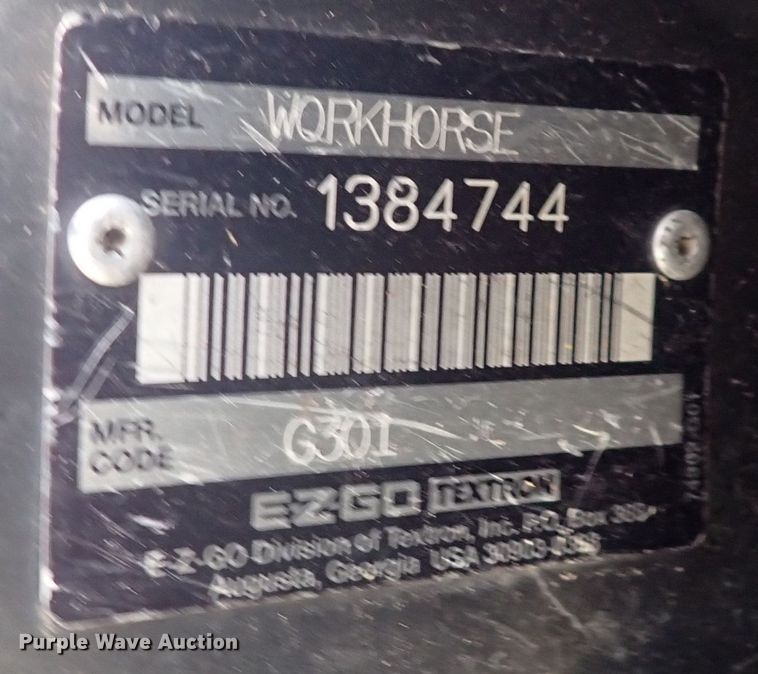 MODEL WORKHORSE
SERIAL NO. 1384744
MFR. CODE G301
E-Z-GO TEXTRON
E-Z-GO Division of Textron, Inc. P.O. Box
Augusta, Georgia USA
Purple Wave Auction